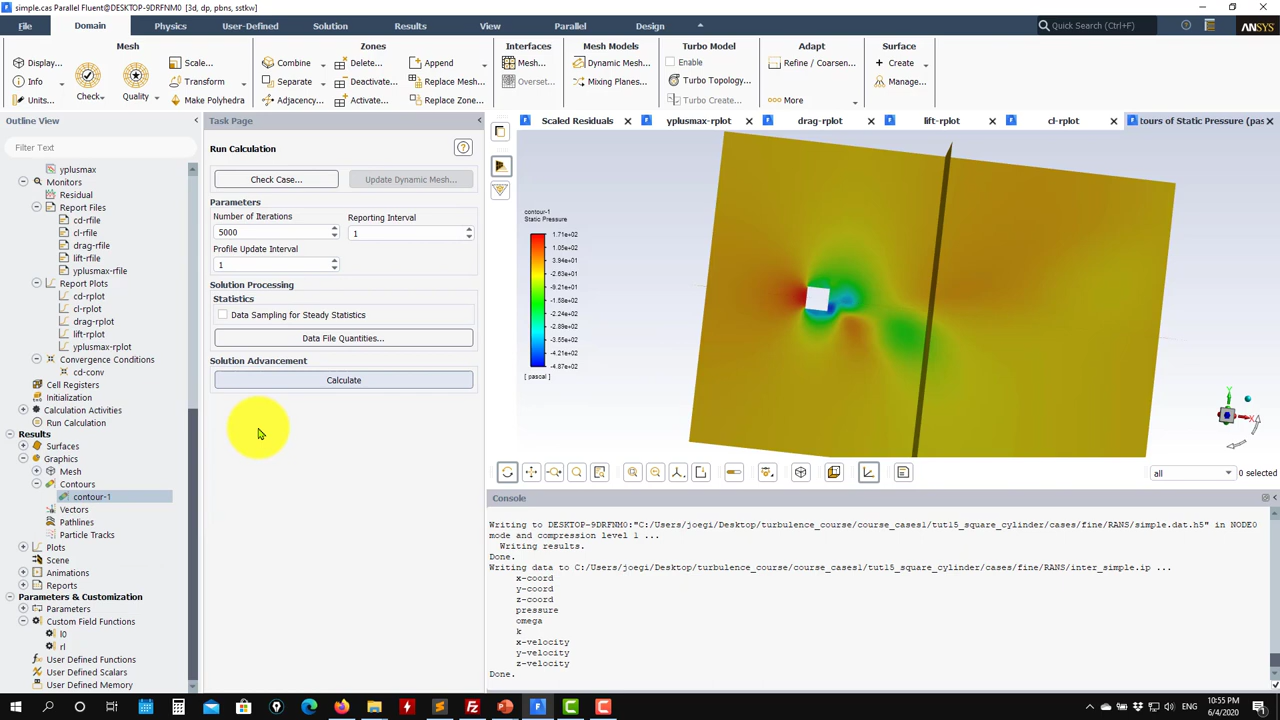 simple.cas Parallel Fluent@DESKTOP-9DRFNM0 [3d, dp, pbns, sstkw]
File Domain Physics User-Defined Solution Results View Parallel Design Quick Search (Ctrl+F) ANSYS
Mesh Zones Interfaces Mesh Models Turbo Model Adapt Surface
Display... Scale... Combine Delete... Append Mesh... Dynamic Mesh... Enable Refine / Coarsen... + Create
Info Check Quality Transform Separate Deactivate... Replace Mesh... Overset... Mixing Planes... Turbo Topology... Manage...
Units... Make Polyhedra Adjacency... Activate... Replace Zone... Turbo Create... More
Outline View
Filter Text
yplusmax
Monitors
Residual
Report Files
cd-rfile
cl-rfile
drag-rfile
lift-rfile
yplusmax-rfile
Report Plots
cd-rplot
cl-rplot
drag-rplot
lift-rplot
yplusmax-rplot
Convergence Conditions
cd-conv
Cell Registers
Initialization
Calculation Activities
Run Calculation
Results
Surfaces
Graphics
Mesh
Contours
contour-1
Vectors
Pathlines
Particle Tracks
Plots
Scene
Animations
Reports
Parameters & Customization
Parameters
Custom Field Functions
l0
rl
User Defined Functions
User Defined Scalars
User Defined Memory
Task Page
Run Calculation
Check Case... Update Dynamic Mesh...
Parameters
Number of Iterations Reporting Interval
5000 1
Profile Update Interval
1
Solution Processing
Statistics
Data Sampling for Steady Statistics
Data File Quantities...
Solution Advancement
Calculate
Scaled Residuals yplusmax-rplot drag-rplot lift-rplot cl-rplot tours of Static Pressure (pas
contour-1
Static Pressure
1.71e+02
1.05e+02
3.94e+01
-2.63e+01
-9.20e+01
-1.58e+02
-2.24e+02
-2.89e+02
-3.55e+02
-4.21e+02
-4.87e+02
[ pascal ]
Y
X
all 0 selected
Console
Writing to DESKTOP-9DRFNM0:"C:/Users/joegi/Desktop/turbulence_course/course_cases1/tut15_square_cylinder/cases/fine/RANS/simple.dat.h5" in NODE0
mode and compression level 1 ...
Writing results.
Done.
Writing data to C:/Users/joegi/Desktop/turbulence_course/course_cases1/tut15_square_cylinder/cases/fine/RANS/inter_simple.ip ...
x-coord
y-coord
z-coord
pressure
omega
k
x-velocity
y-velocity
z-velocity
Done.
ENG
10:55 PM
6/4/2020